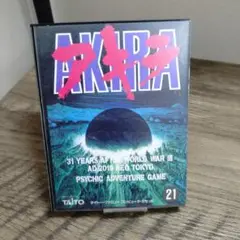 AKIRA
アキラ
31 YEARS AFTER WORLD WAR III
A.D.2019 NEO.TOKYO
PSYCHIC ADVENTURE GAME
21
TAITO